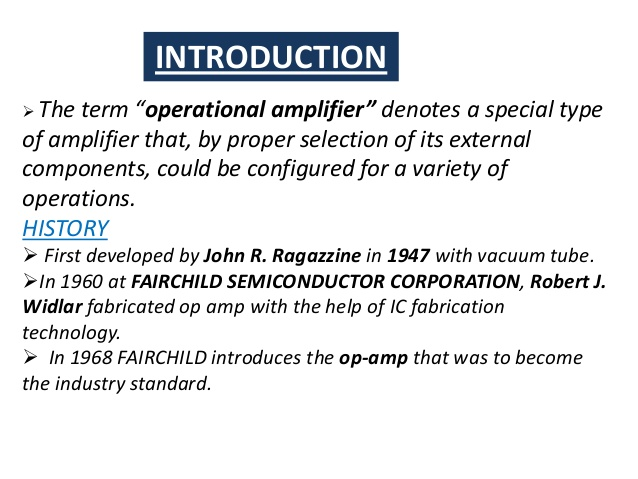 INTRODUCTION
➢ The term “operational amplifier” denotes a special type
of amplifier that, by proper selection of its external
components, could be configured for a variety of
operations.
HISTORY
➢ First developed by John R. Ragazzine in 1947 with vacuum tube.
➢In 1960 at FAIRCHILD SEMICONDUCTOR CORPORATION, Robert J.
Widlar fabricated op amp with the help of IC fabrication
technology.
➢ In 1968 FAIRCHILD introduces the op-amp that was to become
the industry standard.